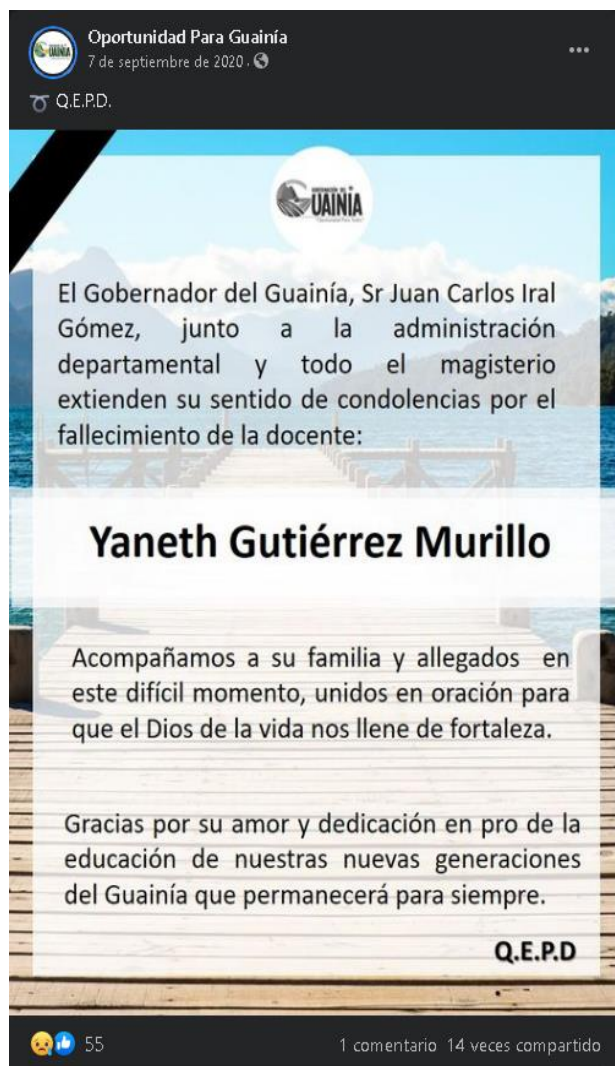 Oportunidad Para Guainía
7 de septiembre de 2020
Q.E.P.D.
UAINÍA
El Gobernador del Guainía, Sr Juan Carlos Iral
Gómez, junto a la administración
departamental y todo el magisterio
extienden su sentido de condolencias por el
fallecimiento de la docente:
Yaneth Gutiérrez Murillo
Acompañamos a su familia y allegados en
este difícil momento, unidos en oración para
que el Dios de la vida nos llene de fortaleza.
Gracias por su amor y dedicación en pro de la
educación de nuestras nuevas generaciones
del Guainía que permanecerá para siempre.
Q.E.P.D
55
1 comentario 14 veces compartido